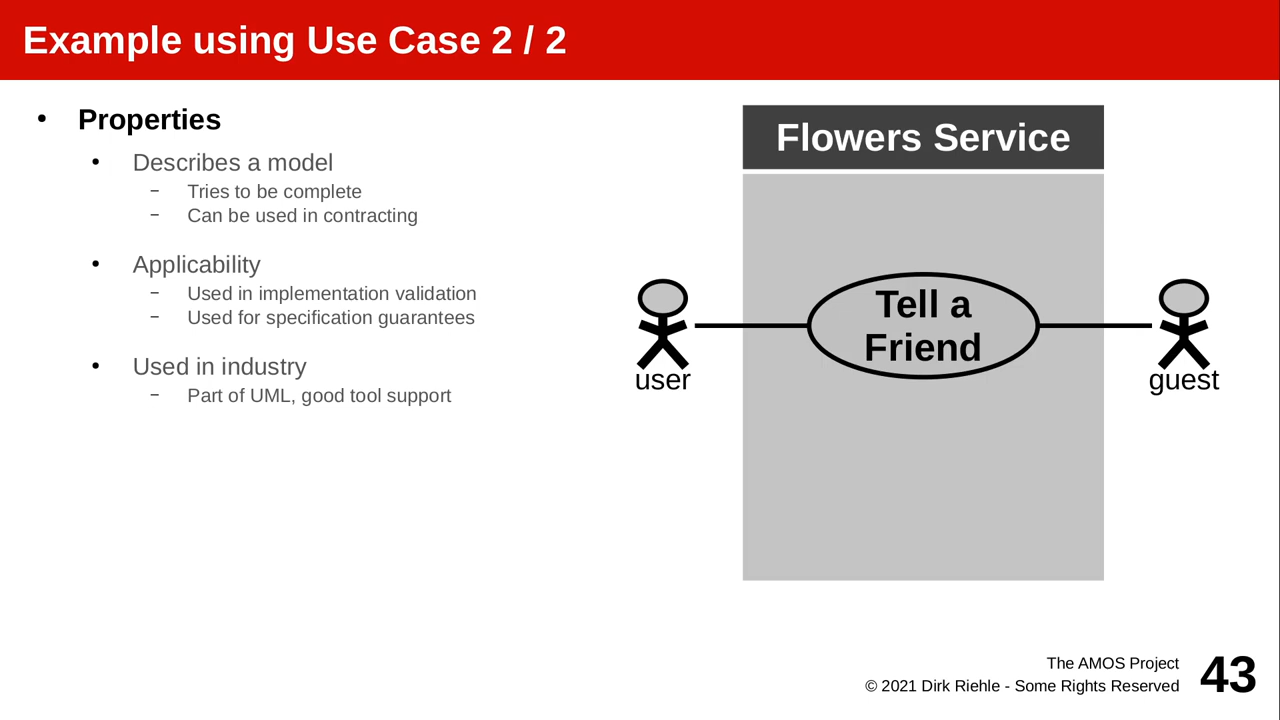 Example using Use Case 2 / 2
• Properties
• Describes a model
– Tries to be complete
– Can be used in contracting
• Applicability
– Used in implementation validation
– Used for specification guarantees
• Used in industry
– Part of UML, good tool support
Flowers Service
Tell a
Friend
user
guest
The AMOS Project
© 2021 Dirk Riehle - Some Rights Reserved
43